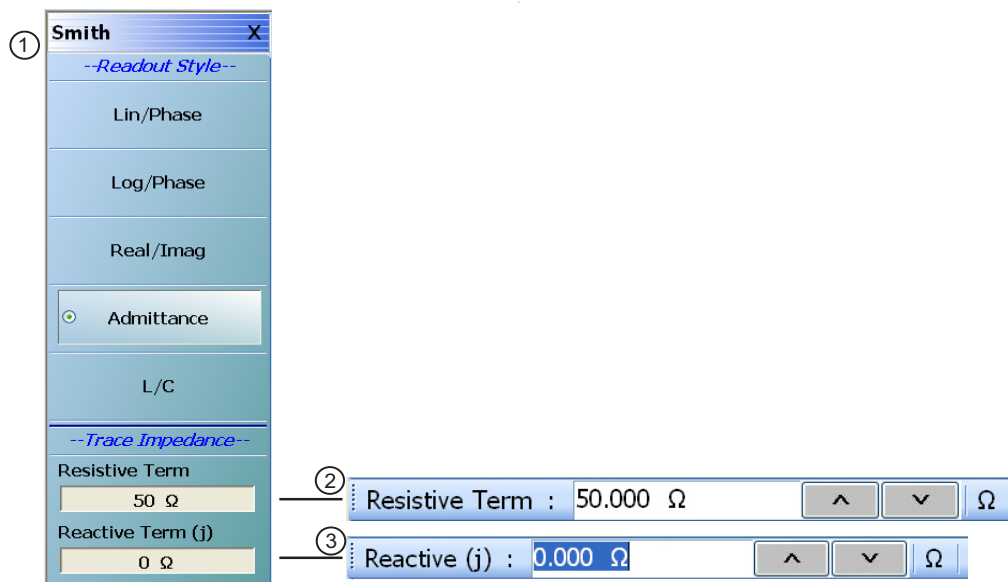 1
Smith X
--Readout Style--
Lin/Phase
Log/Phase
Real/Imag
Admittance
L/C
--Trace Impedance--
Resistive Term
50 Ω
Reactive Term (j)
0 Ω
2
Resistive Term : 50.000 Ω ^ v Ω
3
Reactive (j) : 0.000 Ω ^ v Ω